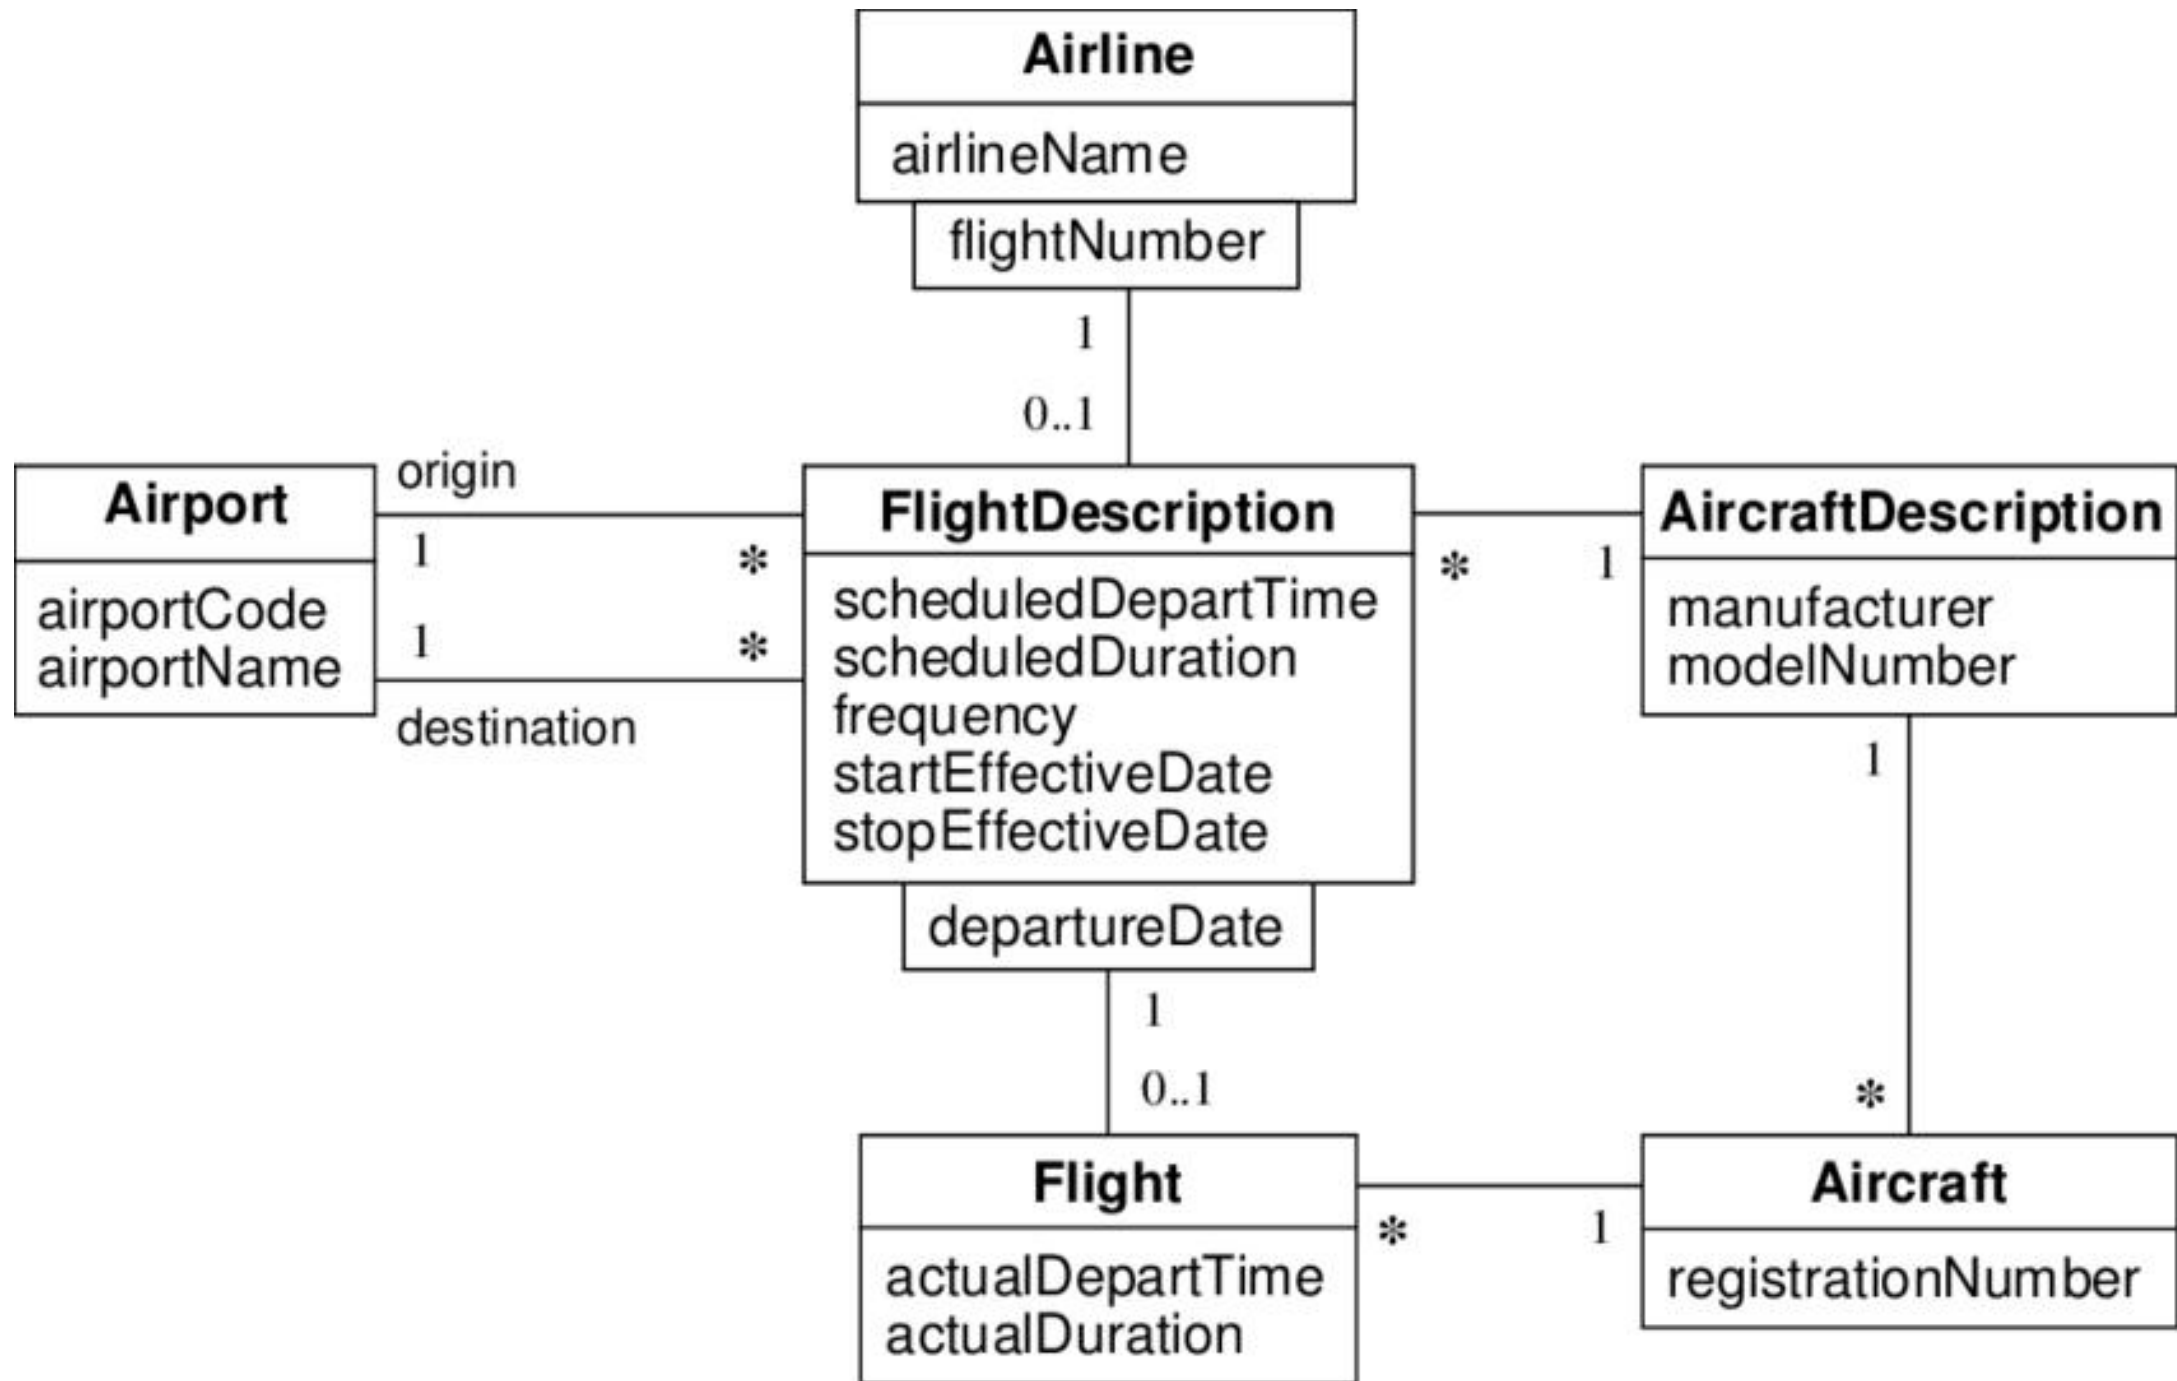 Airline
airlineName
flightNumber
1
0..1
origin
Airport
1
*
airportCode
airportName
1
*
destination
FlightDescription
scheduledDepartTime
scheduledDuration
frequency
startEffectiveDate
stopEffectiveDate
departureDate
*
1
AircraftDescription
manufacturer
modelNumber
1
*
1
0..1
Flight
actualDepartTime
actualDuration
*
1
Aircraft
registrationNumber